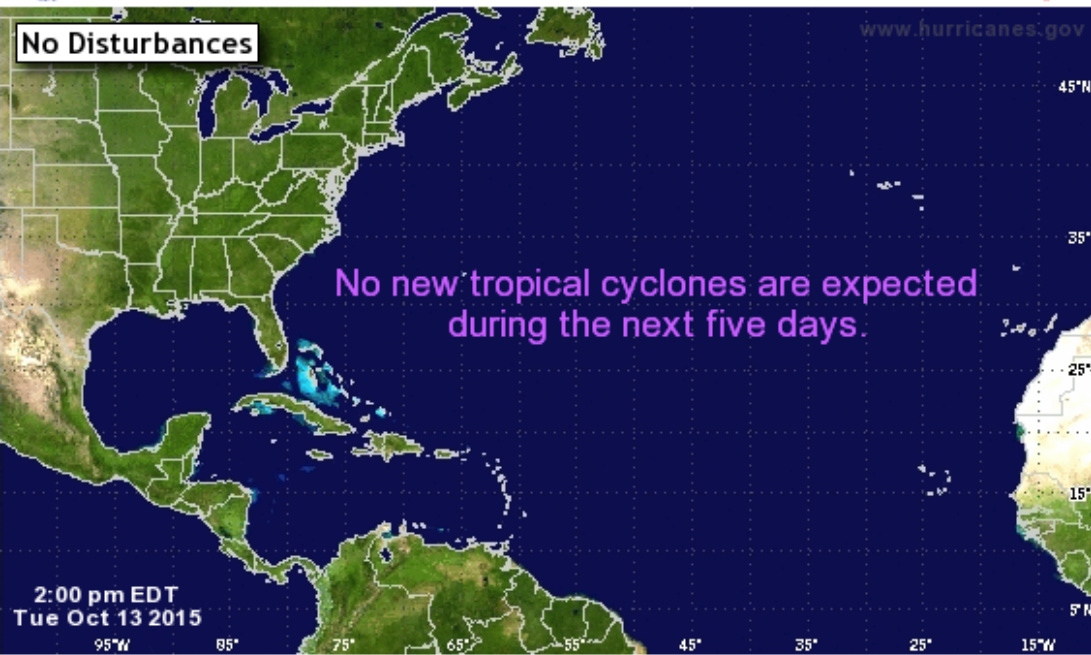 No Disturbances
www.hurricanes.gov
45°N
35°
No new tropical cyclones are expected
during the next five days.
25°
15°
2:00 pm EDT
Tue Oct 13 2015
5°N
95°W 85° 75° 65° 55° 45° 35° 25° 15°W